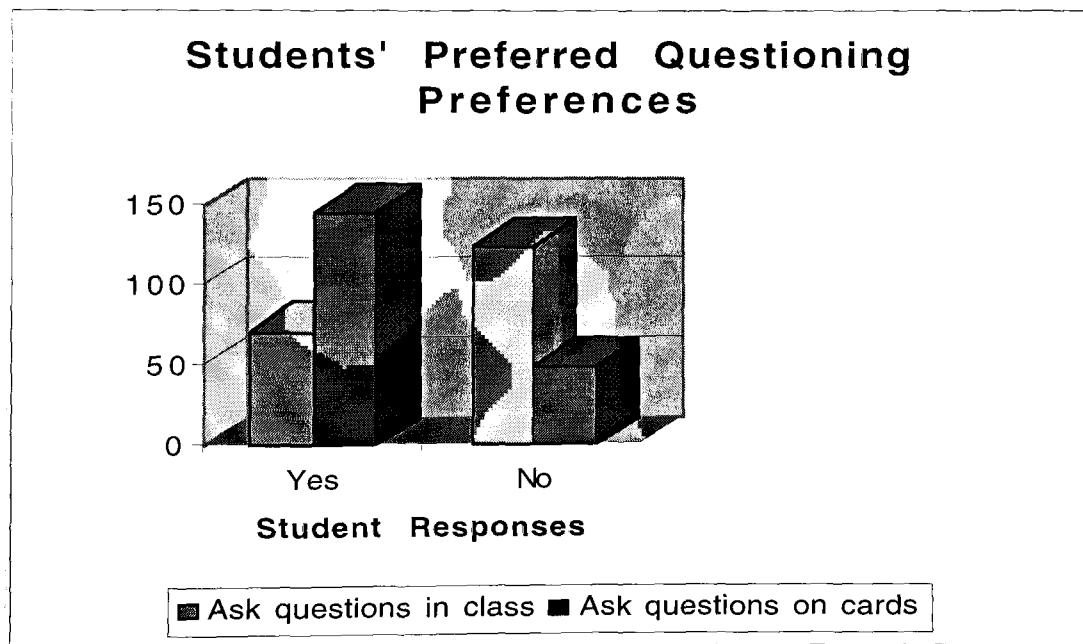 Students' Preferred Questioning
Preferences
150
100
50
0
Yes No
Student Responses
Ask questions in class Ask questions on cards